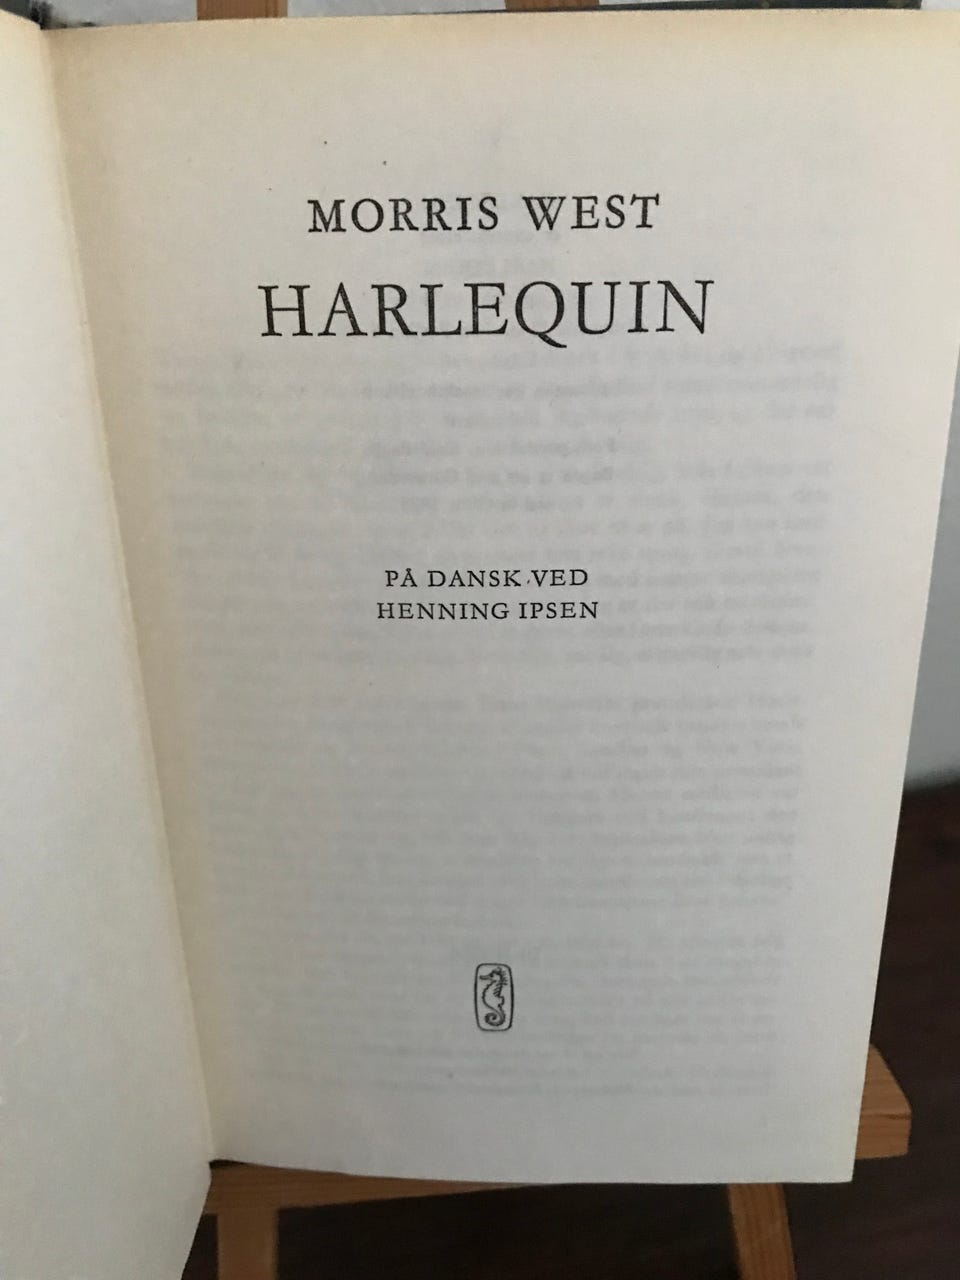 MORRIS WEST
HARLEQUIN
PÅ DANSK VED
HENNING IPSEN